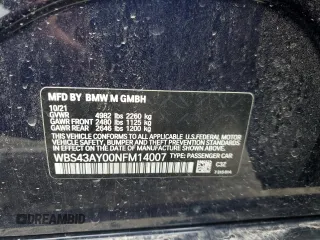 MFD BY BMW M GMBH
10/21
GVWR 4982 lbs 2260 kg
GAWR FRONT 2480 lbs 1125 kg
GAWR REAR 2646 lbs 1200 kg
THIS VEHICLE CONFORMS TO ALL APPLICABLE
FEDERAL MOTOR VEHICLE SAFETY, BUMPER, AND
THEFT PREVENTION STANDARDS IN EFFECT ON
THE DATE OF MANUFACTURE SHOWN ABOVE.
WBS43AY00NFM14007 TYPE: PASSENGER CAR
C3Z